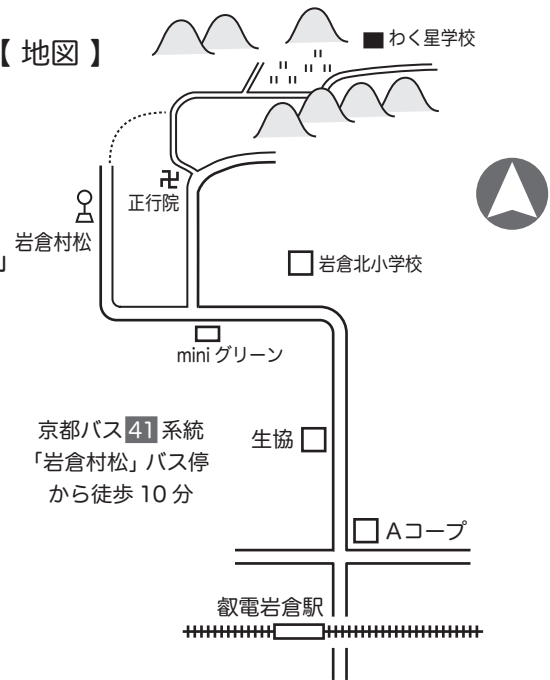 【 地図 】
わく星学校
正行院
岩倉村松
」
岩倉北小学校
mini グリーン
京都バス 41 系統
「岩倉村松」バス停
から徒歩 10 分
生協
Aコープ
叡電岩倉駅